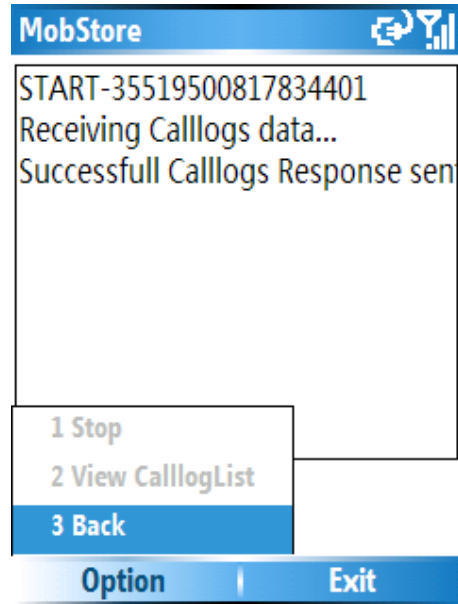 MobStore
START-35519500817834401
Receiving Calllogs data...
Successfull Calllogs Response sen
1 Stop
2 View CalllogList
3 Back
Option
Exit